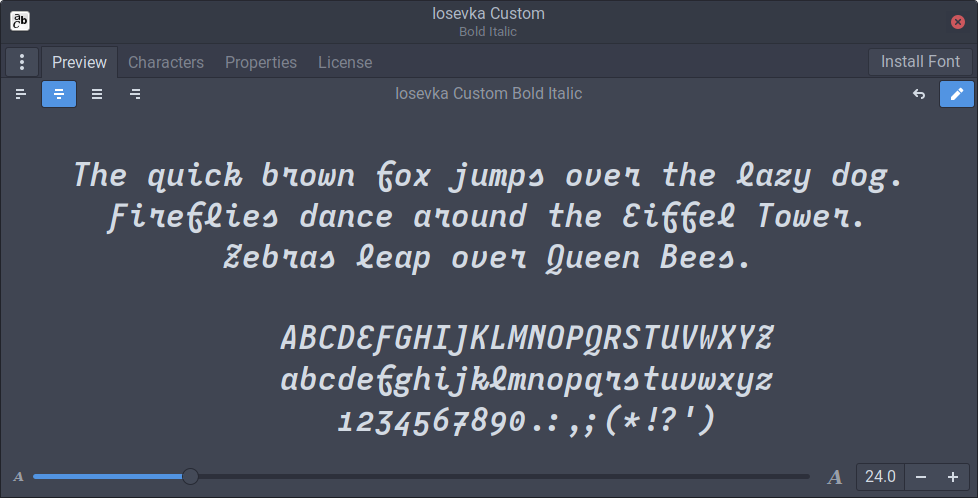 Iosevka Custom
Bold Italic
Preview Characters Properties License Install Font
Iosevka Custom Bold Italic
The quick brown fox jumps over the lazy dog.
Fireflies dance around the Eiffel Tower.
Zebras leap over Queen Bees.
ABCDEFGHIJKLMNOPQRSTUVWXYZ
abcdefghijklmnopqrstuvwxyz
1234567890.:,;(*!?')
A A 24.0 − +